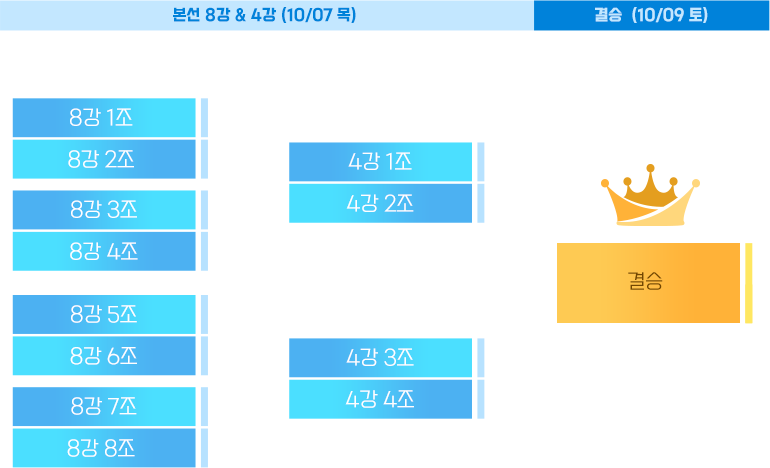 본선 8강 & 4강 (10/07 목)
결승 (10/09 토)
8강 1조
8강 2조
8강 3조
8강 4조
8강 5조
8강 6조
8강 7조
8강 8조
4강 1조
4강 2조
4강 3조
4강 4조
결승